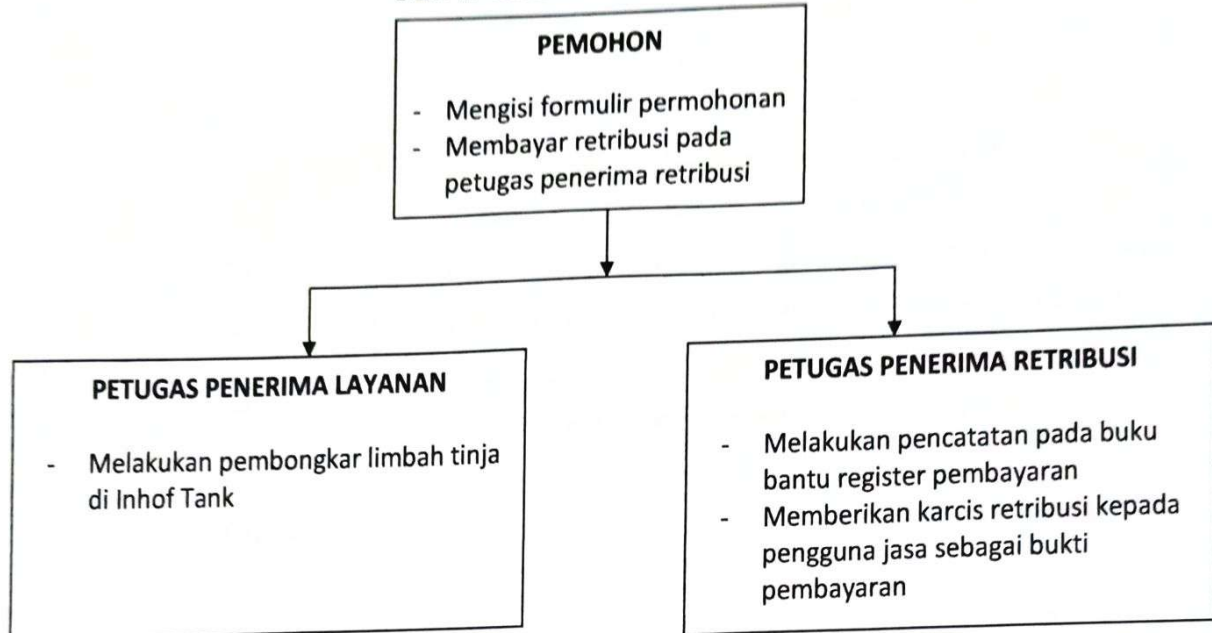 PEMOHON
- Mengisi formulir permohonan
- Membayar retribusi pada
petugas penerima retribusi
PETUGAS PENERIMA LAYANAN
- Melakukan pembongkar limbah tinja
di Inhof Tank
PETUGAS PENERIMA RETRIBUSI
- Melakukan pencatatan pada buku
bantu register pembayaran
- Memberikan karcis retribusi kepada
pengguna jasa sebagai bukti
pembayaran